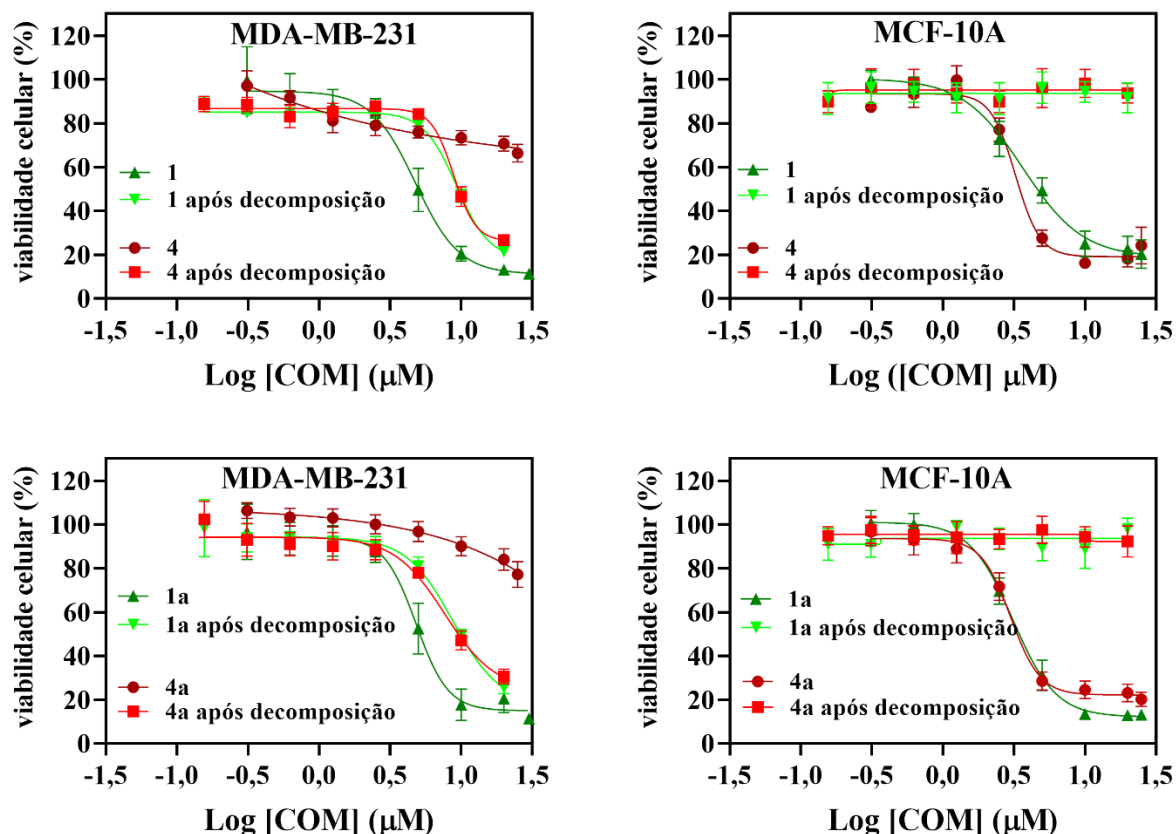 MDA-MB-231
viabilidade celular (%)
120
100
80
60
40
20
0
1
1 após decomposição
4
4 após decomposição
-1,5 -1,0 -0,5 0,0 0,5 1,0 1,5
Log [COM] (μM)
MCF-10A
viabilidade celular (%)
120
100
80
60
40
20
0
1
1 após decomposição
4
4 após decomposição
-1,5 -1,0 -0,5 0,0 0,5 1,0 1,5
Log ([COM] μM)
MDA-MB-231
viabilidade celular (%)
120
100
80
60
40
20
0
1a
1a após decomposição
4a
4a após decomposição
-1,5 -1,0 -0,5 0,0 0,5 1,0 1,5
Log [COM] (μM)
MCF-10A
viabilidade celular (%)
120
100
80
60
40
20
0
1a
1a após decomposição
4a
4a após decomposição
-1,5 -1,0 -0,5 0,0 0,5 1,0 1,5
Log [COM] (μM)